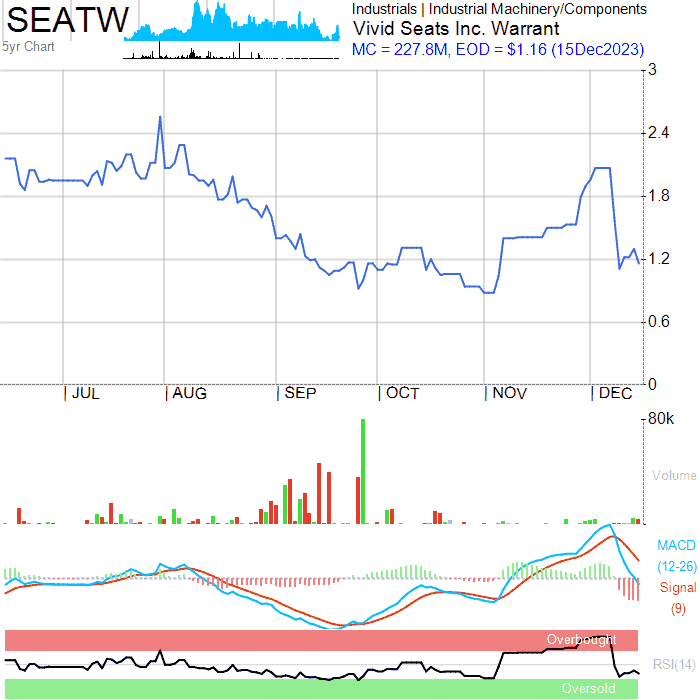 SEATW
5yr Chart
Industrials | Industrial Machinery/Components
Vivid Seats Inc. Warrant
MC = 227.8M, EOD = $1.16 (15Dec2023)
3
2.4
1.8
1.2
0.6
0
JUL AUG SEP OCT NOV DEC
80k
Volume
MACD
(12-26)
Signal
(9)
Overbought
RSI(14)
Oversold